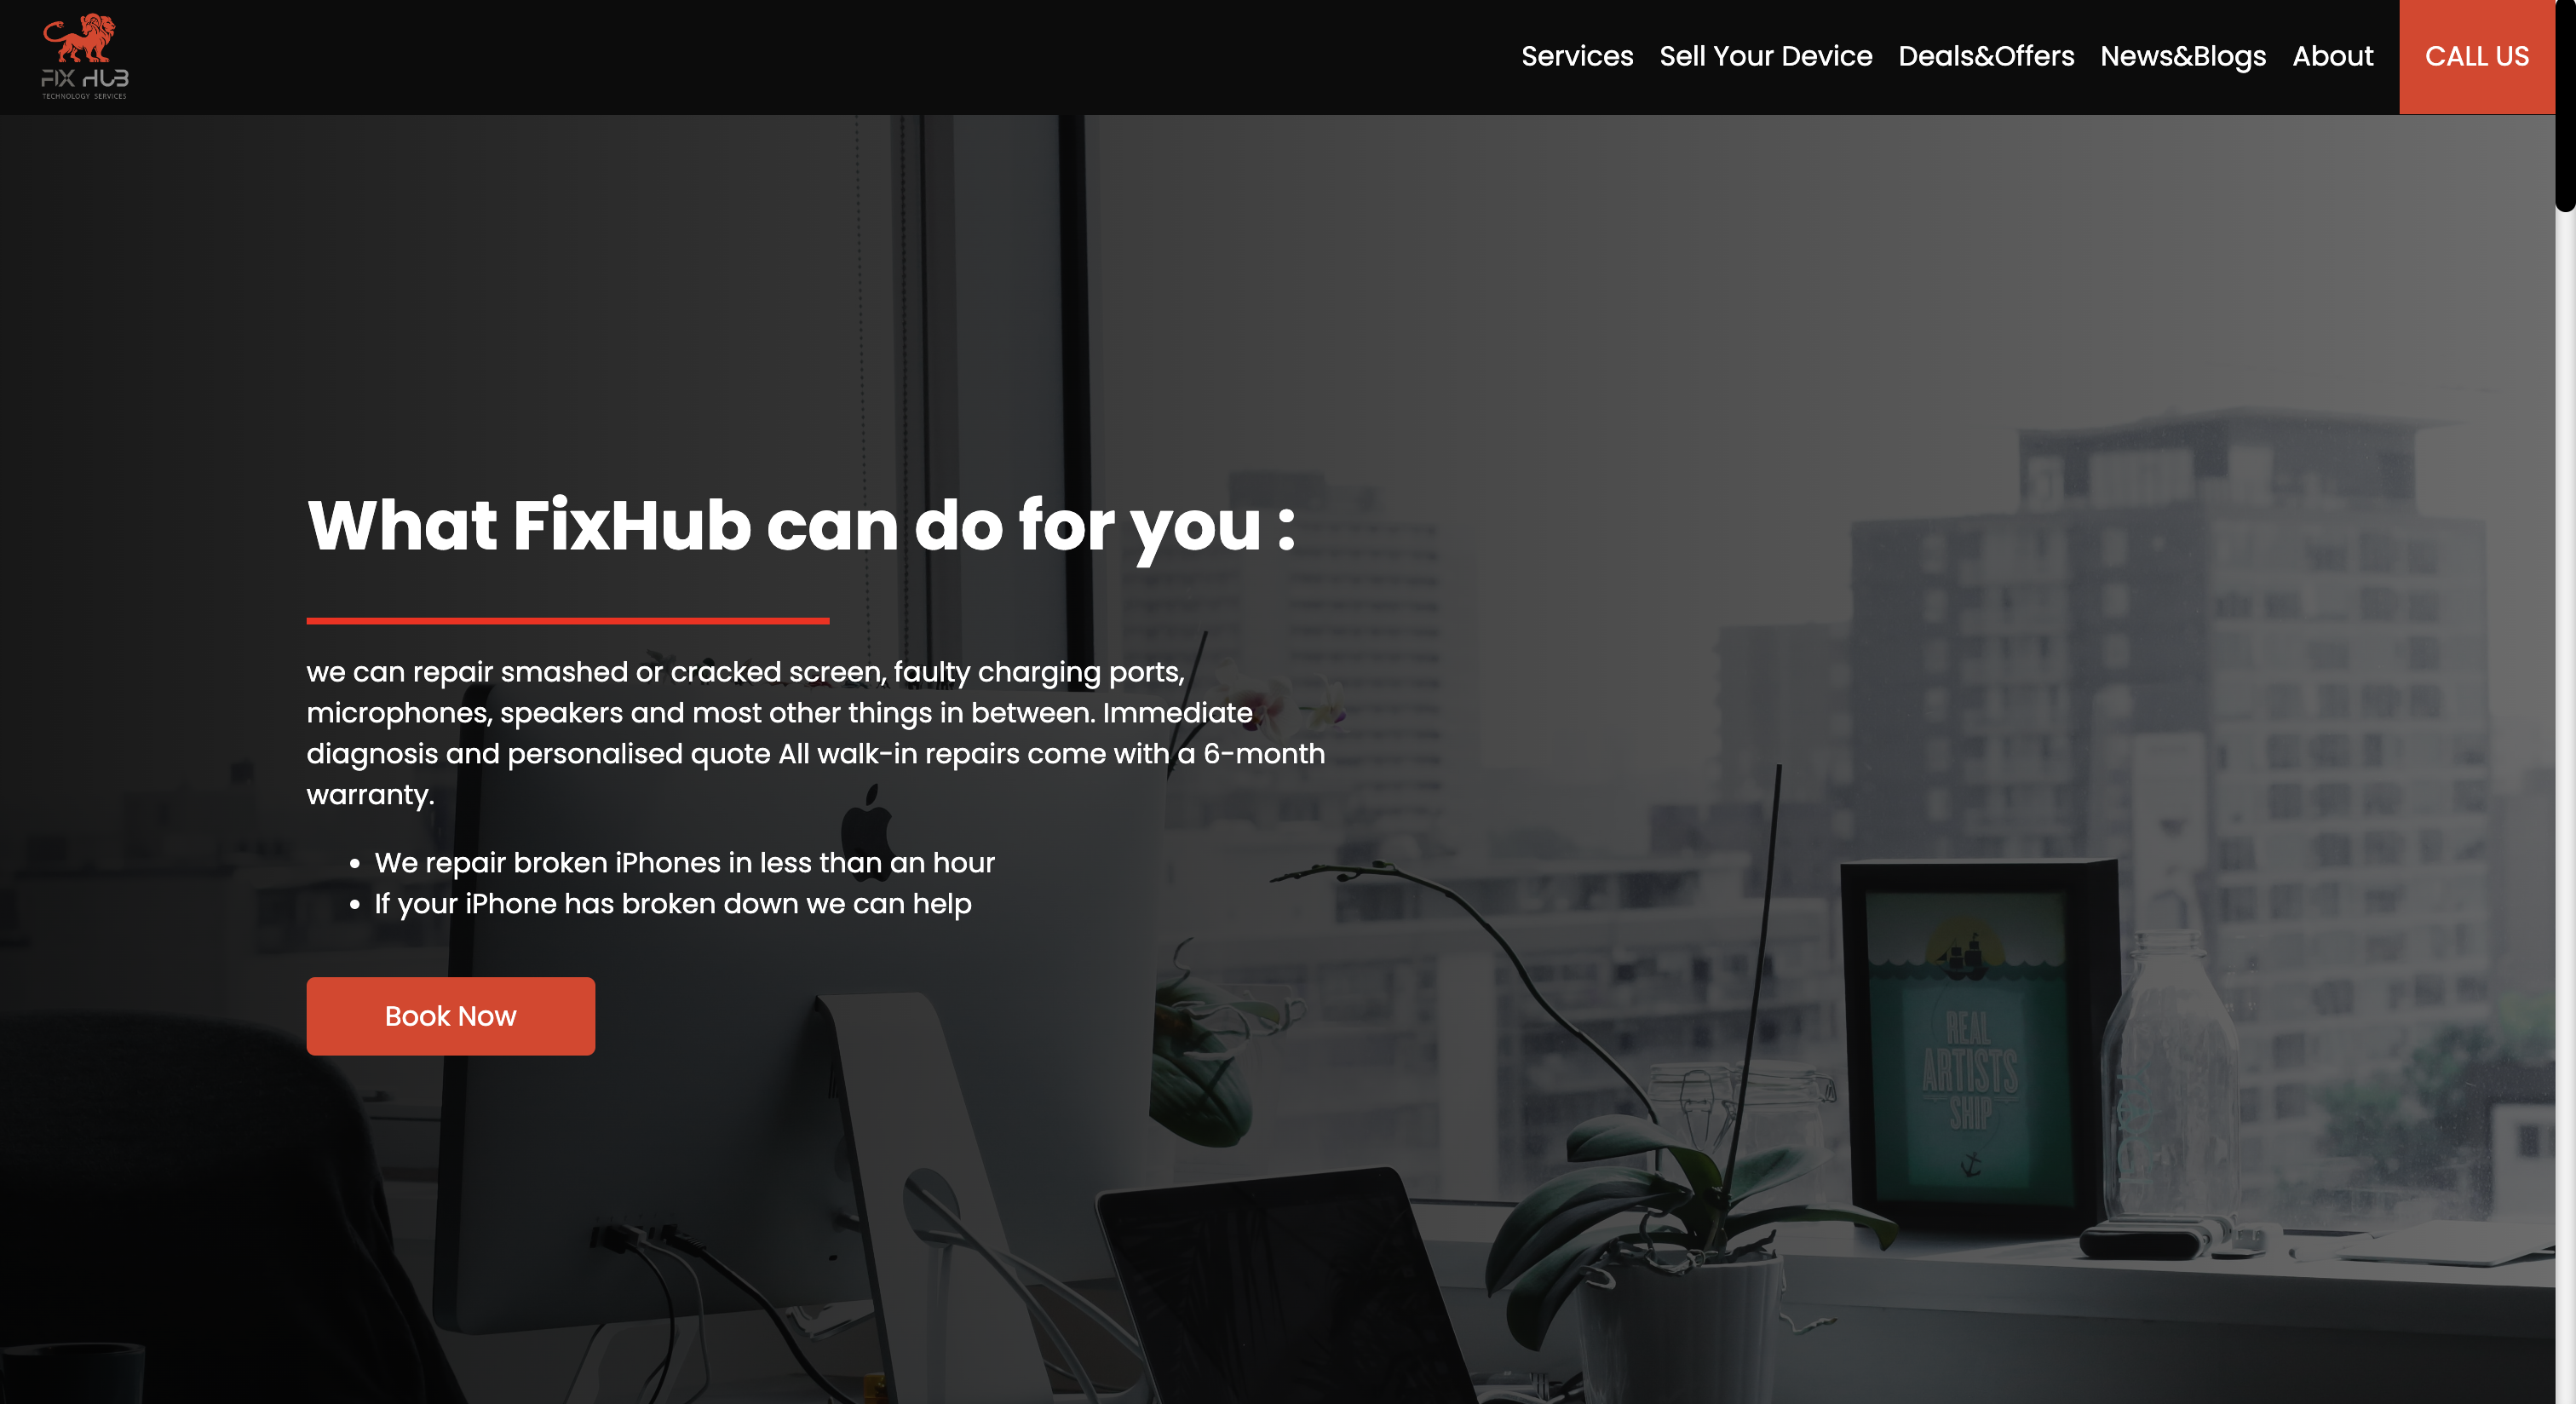 FIX HUB
TECHNOLOGY SERVICES
Services Sell Your Device Deals&Offers News&Blogs About CALL US
What FixHub can do for you :
we can repair smashed or cracked screen, faulty charging ports,
microphones, speakers and most other things in between. Immediate
diagnosis and personalised quote All walk-in repairs come with a 6-month
warranty.
• We repair broken iPhones in less than an hour
• If your iPhone has broken down we can help
Book Now
REAL
ARTISTS
SHIP